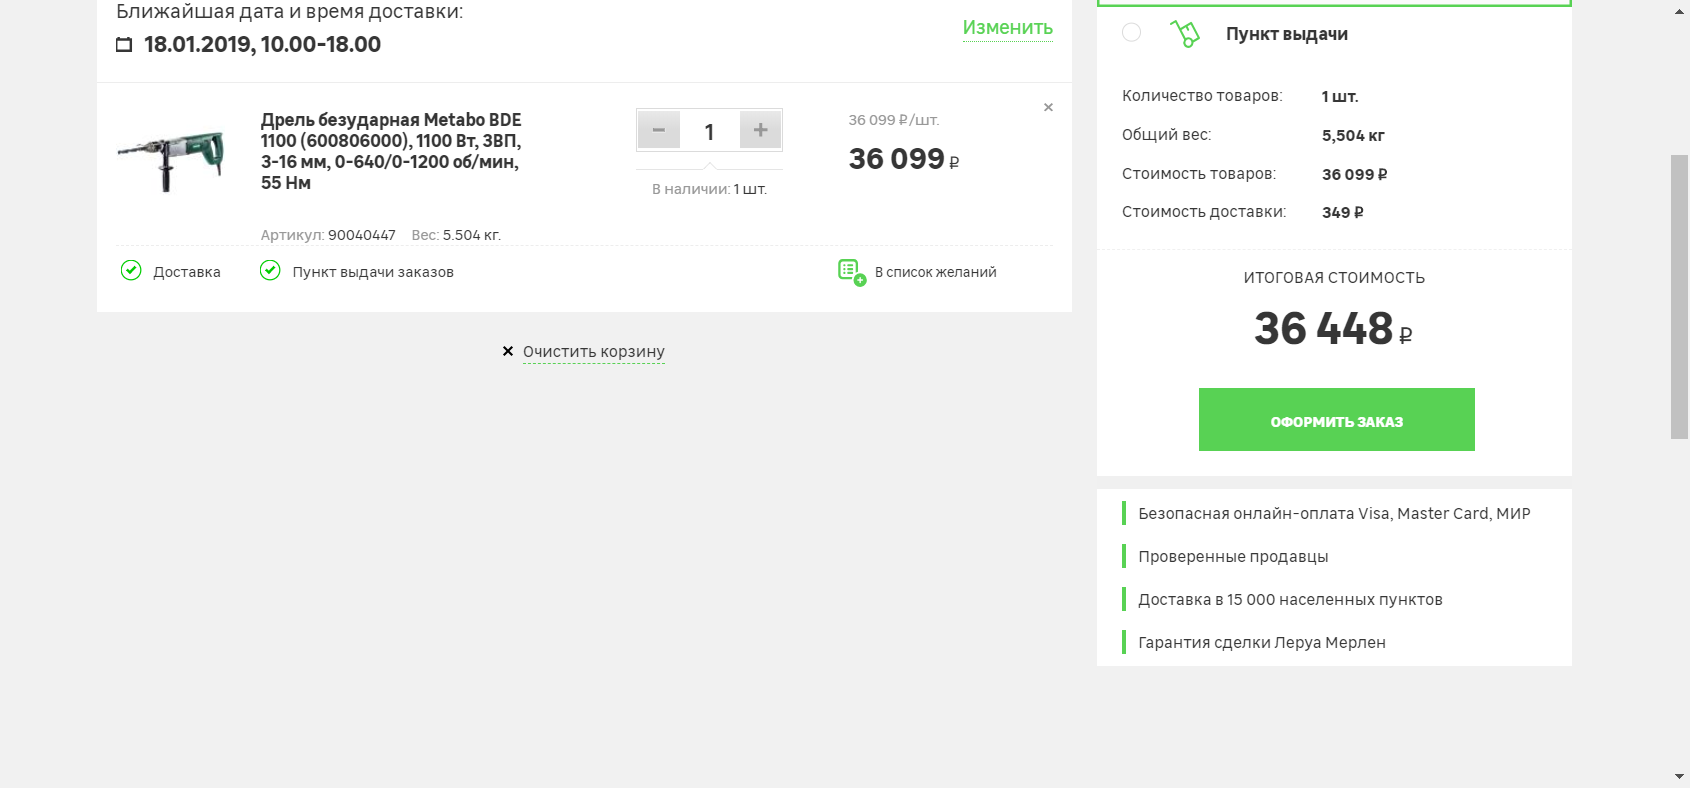 Ближайшая дата и время доставки:
18.01.2019, 10.00-18.00
Изменить
Дрель безударная Metabo BDE
1100 (600806000), 1100 Вт, ЗВП,
3-16 мм, 0-640/0-1200 об/мин,
55 Нм
Артикул: 90040447 Вес: 5.504 кг.
− 1 +
В наличии: 1 шт.
36 099 ₽/шт.
36 099 ₽
Доставка
Пункт выдачи заказов
В список желаний
Очистить корзину
Пункт выдачи
Количество товаров: 1 шт.
Общий вес: 5,504 кг
Стоимость товаров: 36 099 ₽
Стоимость доставки: 349 ₽
ИТОГОВАЯ СТОИМОСТЬ
36 448 ₽
ОФОРМИТЬ ЗАКАЗ
Безопасная онлайн-оплата Visa, Master Card, МИР
Проверенные продавцы
Доставка в 15 000 населенных пунктов
Гарантия сделки Леруа Мерлен